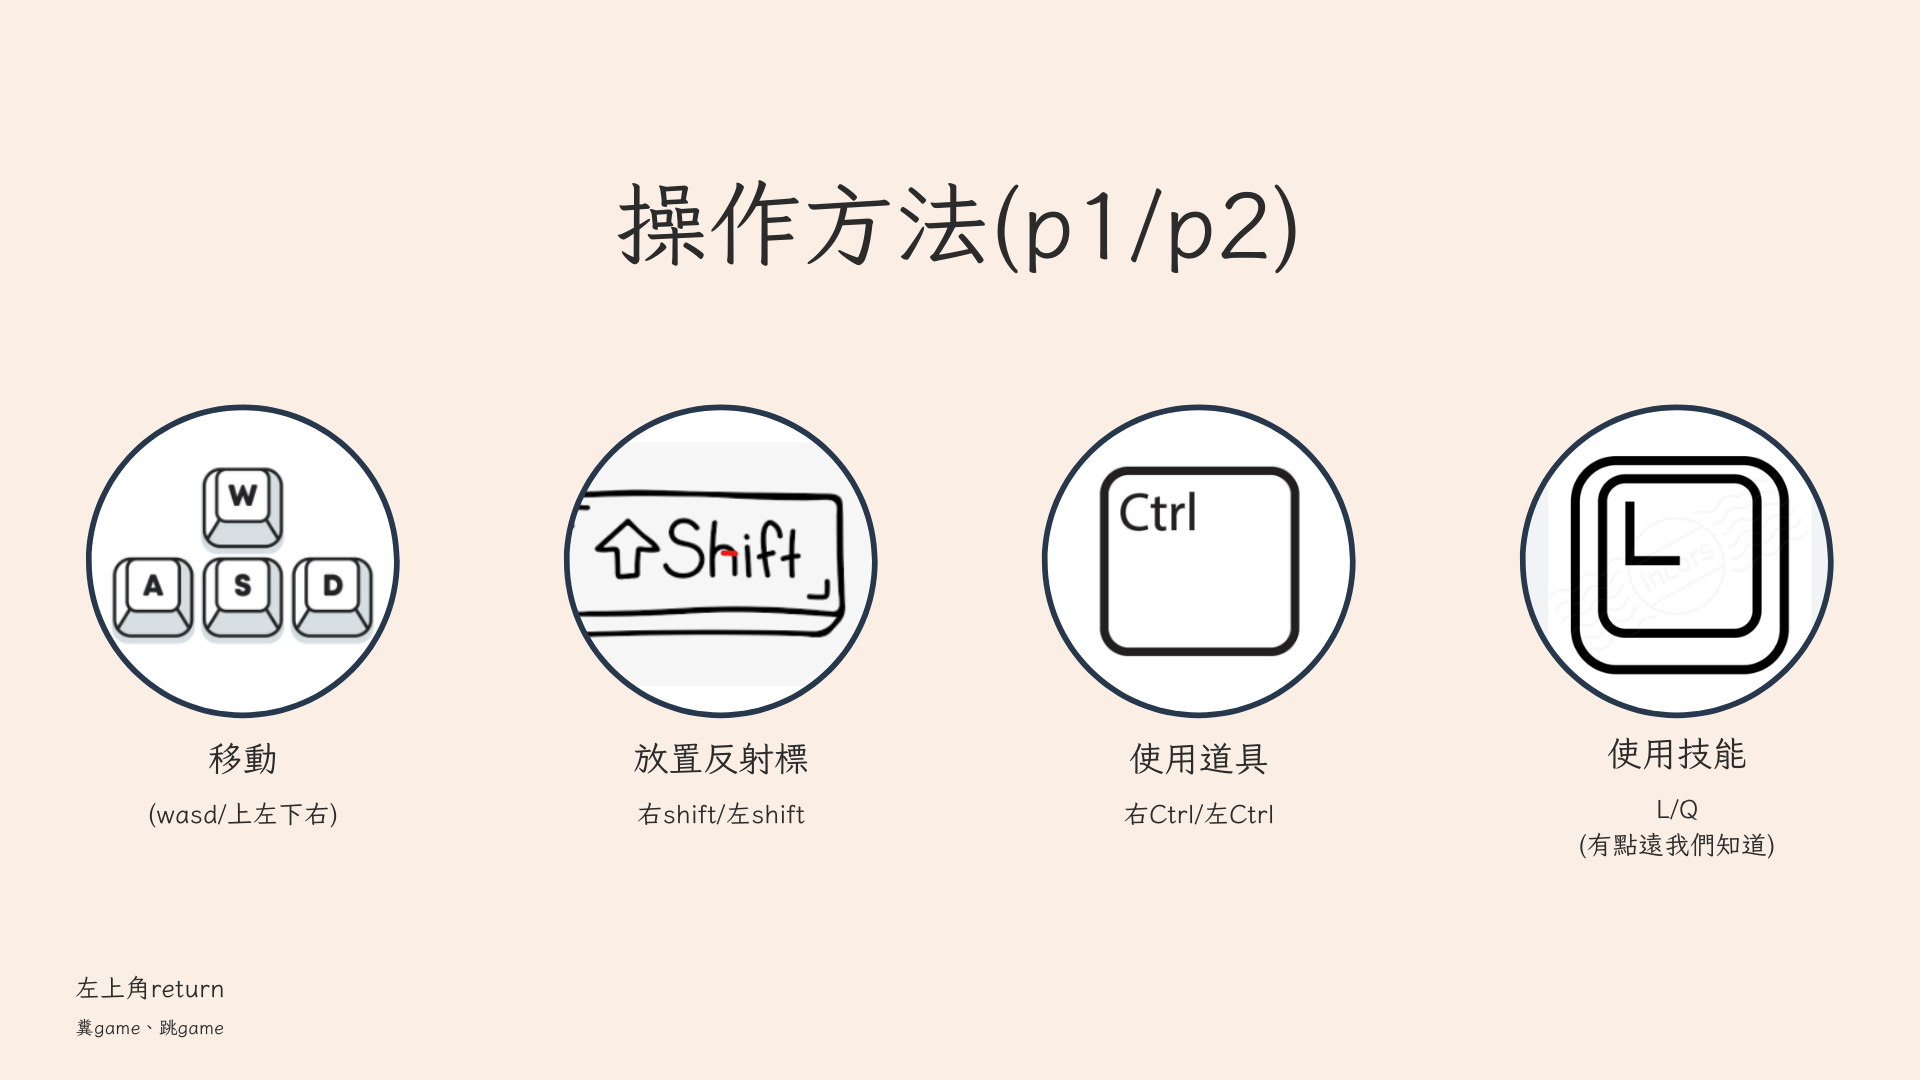 操作方法(p1/p2)
W
A S D
Shift
Ctrl
L
移動
(wasd/上左下右)
放置反射標
右shift/左shift
使用道具
右Ctrl/左Ctrl
使用技能
L/Q
(有點遠我們知道)
左上角return
糞game、跳game